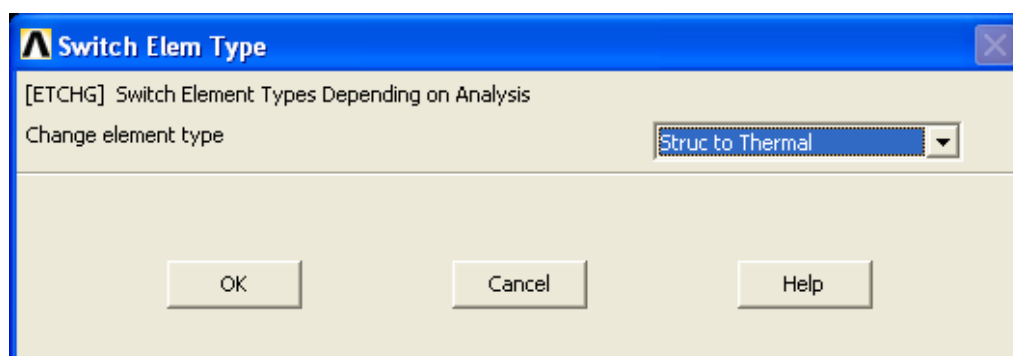 Switch Elem Type
[ETCHG] Switch Element Types Depending on Analysis
Change element type Struc to Thermal
OK Cancel Help